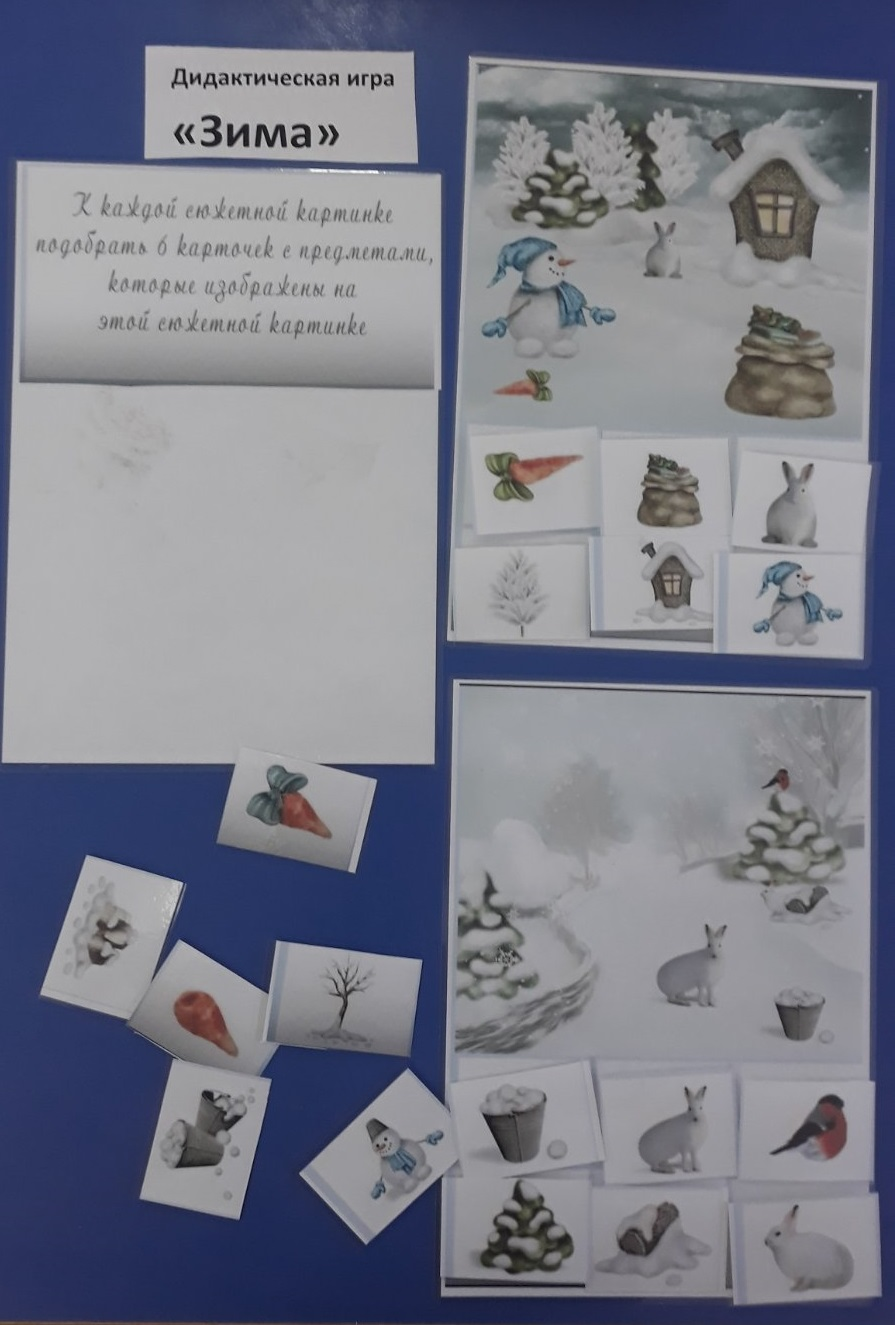 Дидактическая игра
«Зима»
К каждой сюжетной картинке
подобрать 6 карточек с предметами,
которые изображены на
этой сюжетной картинке